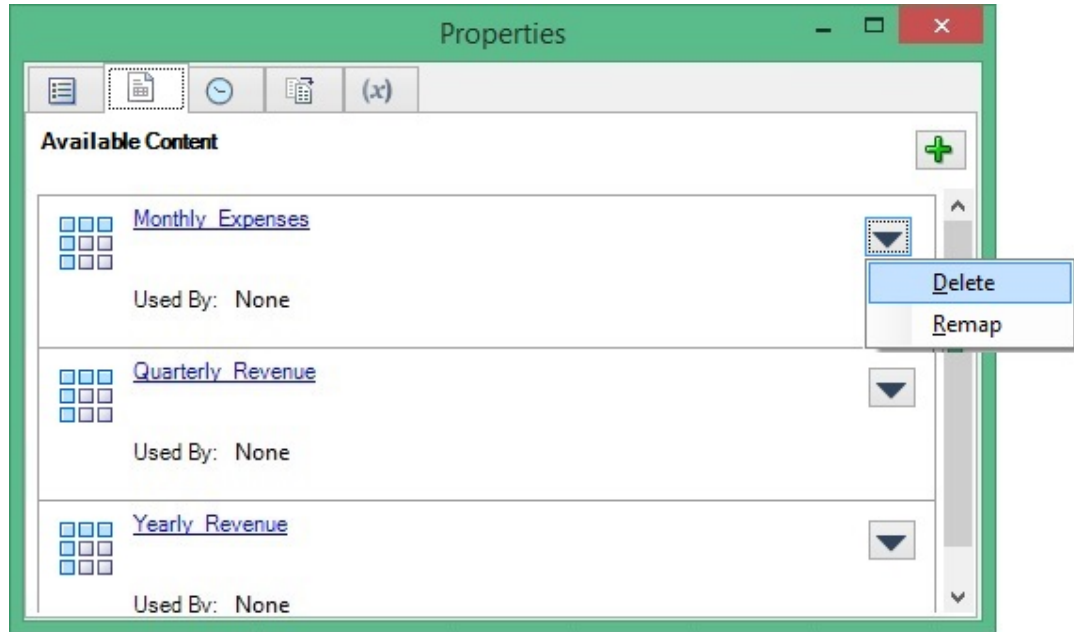 Properties
(x)
Available Content
Monthly_Expenses
Used By: None
Delete
Remap
Quarterly_Revenue
Used By: None
Yearly_Revenue
Used By: None